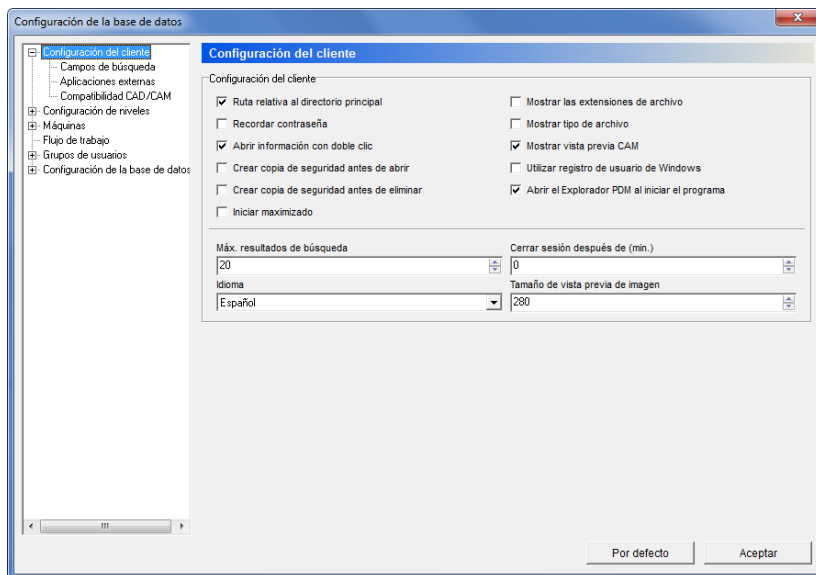 Configuración de la base de datos
Configuración del cliente
Campos de búsqueda
Aplicaciones externas
Compatibilidad CAD/CAM
Configuración de niveles
Máquinas
Flujo de trabajo
Grupos de usuarios
Configuración de la base de datos
Configuración del cliente
Configuración del cliente
Ruta relativa al directorio principal
Mostrar las extensiones de archivo
Recordar contraseña
Mostrar tipo de archivo
Abrir información con doble clic
Mostrar vista previa CAM
Crear copia de seguridad antes de abrir
Utilizar registro de usuario de Windows
Crear copia de seguridad antes de eliminar
Abrir el Explorador PDM al iniciar el programa
Iniciar maximizado
Máx. resultados de búsqueda
Cerrar sesión después de (min.)
20
0
Idioma
Tamaño de vista previa de imagen
Español
280
Por defecto
Aceptar